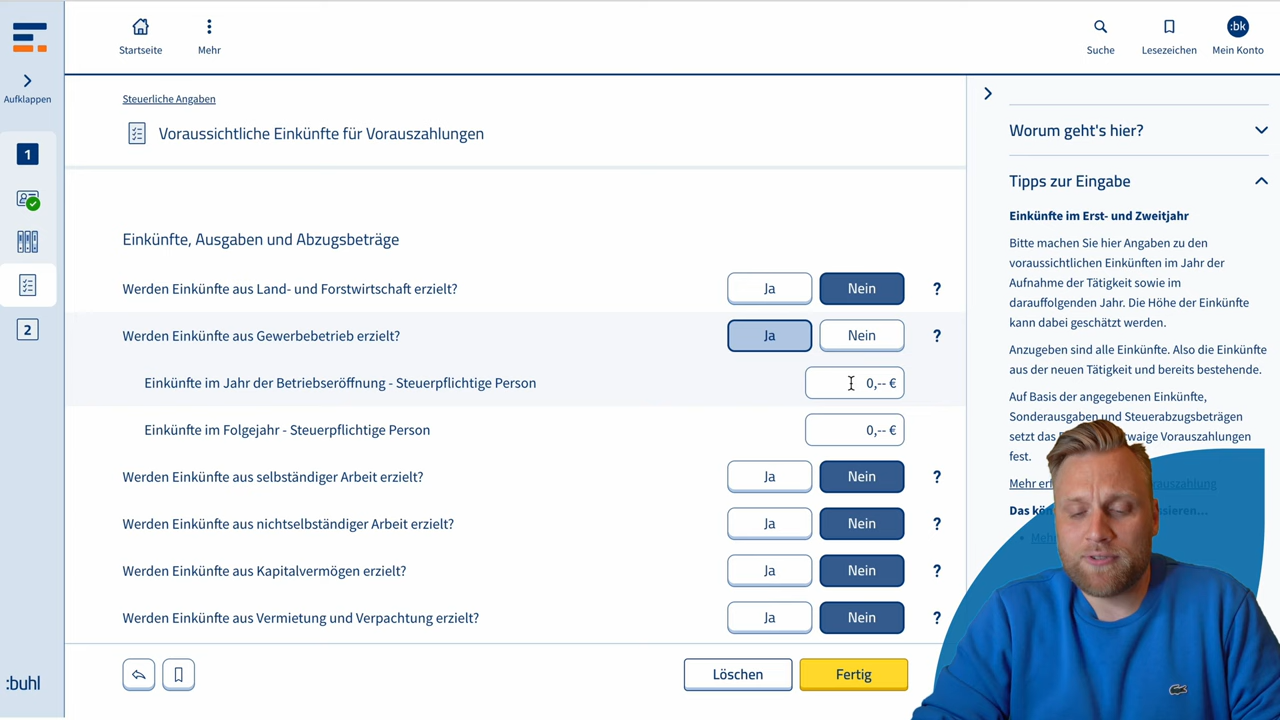 Startseite
Mehr
Suche
Lesezeichen
:bk
Mein Konto
Aufklappen
1
2
:buhl
Steuerliche Angaben
Voraussichtliche Einkünfte für Vorauszahlungen
Einkünfte, Ausgaben und Abzugsbeträge
Werden Einkünfte aus Land- und Forstwirtschaft erzielt? Ja Nein ?
Werden Einkünfte aus Gewerbebetrieb erzielt? Ja Nein ?
Einkünfte im Jahr der Betriebseröffnung - Steuerpflichtige Person 0,-- €
Einkünfte im Folgejahr - Steuerpflichtige Person 0,-- €
Werden Einkünfte aus selbständiger Arbeit erzielt? Ja Nein ?
Werden Einkünfte aus nichtselbständiger Arbeit erzielt? Ja Nein ?
Werden Einkünfte aus Kapitalvermögen erzielt? Ja Nein ?
Werden Einkünfte aus Vermietung und Verpachtung erzielt? Ja Nein ?
Löschen
Fertig
Worum geht's hier?
Tipps zur Eingabe
Einkünfte im Erst- und Zweitjahr
Bitte machen Sie hier Angaben zu den
voraussichtlichen Einkünften im Jahr der
Aufnahme der Tätigkeit sowie im
darauffolgenden Jahr. Die Höhe der Einkünfte
kann dabei geschätzt werden.
Anzugeben sind alle Einkünfte. Also die Einkünfte
aus der neuen Tätigkeit und bereits bestehende.
Auf Basis der angegebenen Einkünfte,
Sonderausgaben und Steuerabzugsbeträgen
setzt das Vorauszahlungen
fest.
Mehr
Das